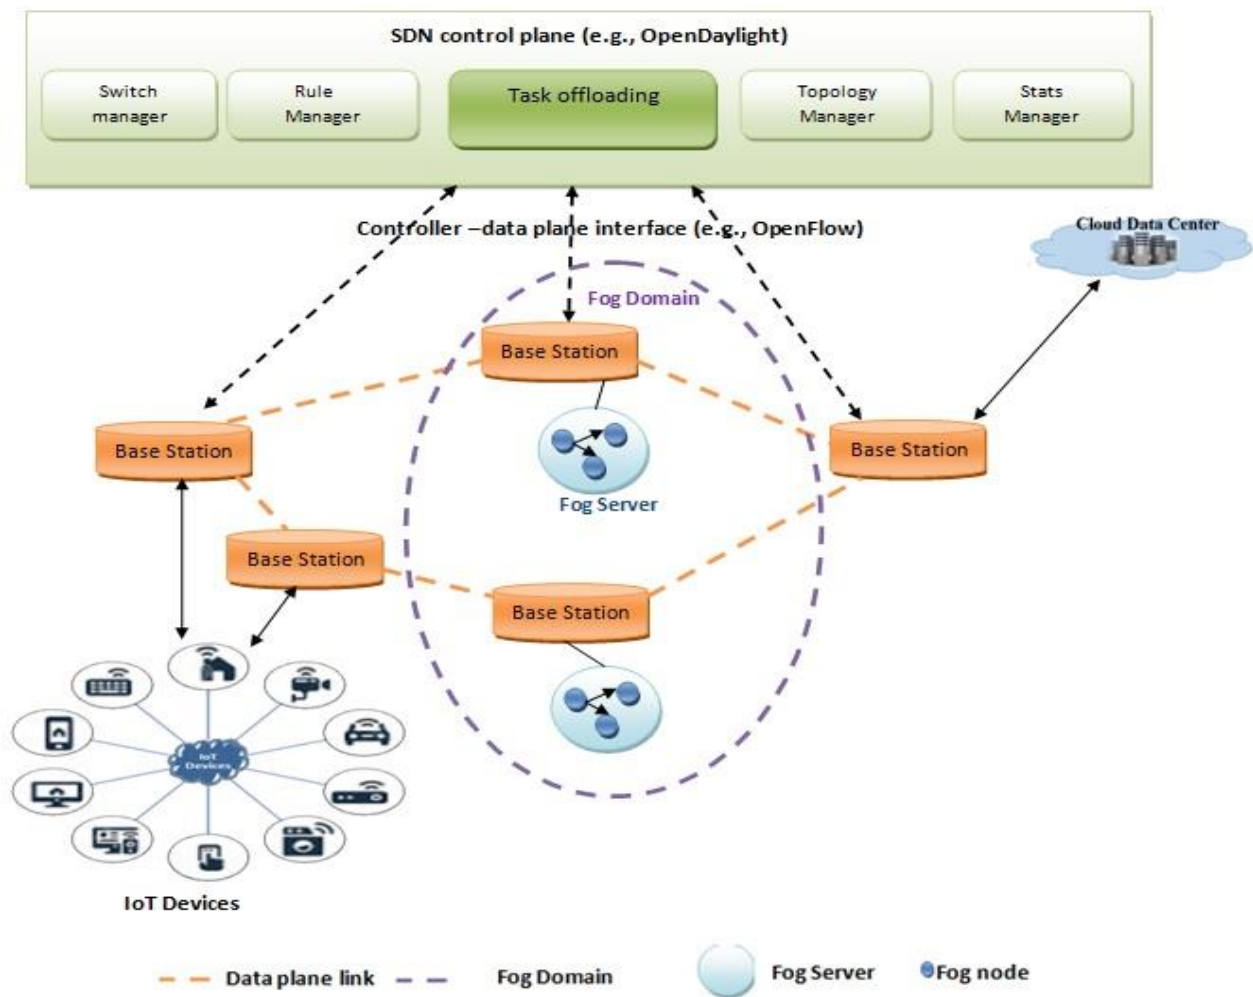 SDN control plane (e.g., OpenDaylight)
Switch
manager
Rule
Manager
Task offloading
Topology
Manager
Stats
Manager
Controller –data plane interface (e.g., OpenFlow)
Cloud Data Center
Fog Domain
Base Station
Base Station
Base Station
Fog Server
Base Station
Base Station
IoT
Devices
IoT Devices
Data plane link
Fog Domain
Fog Server
Fog node